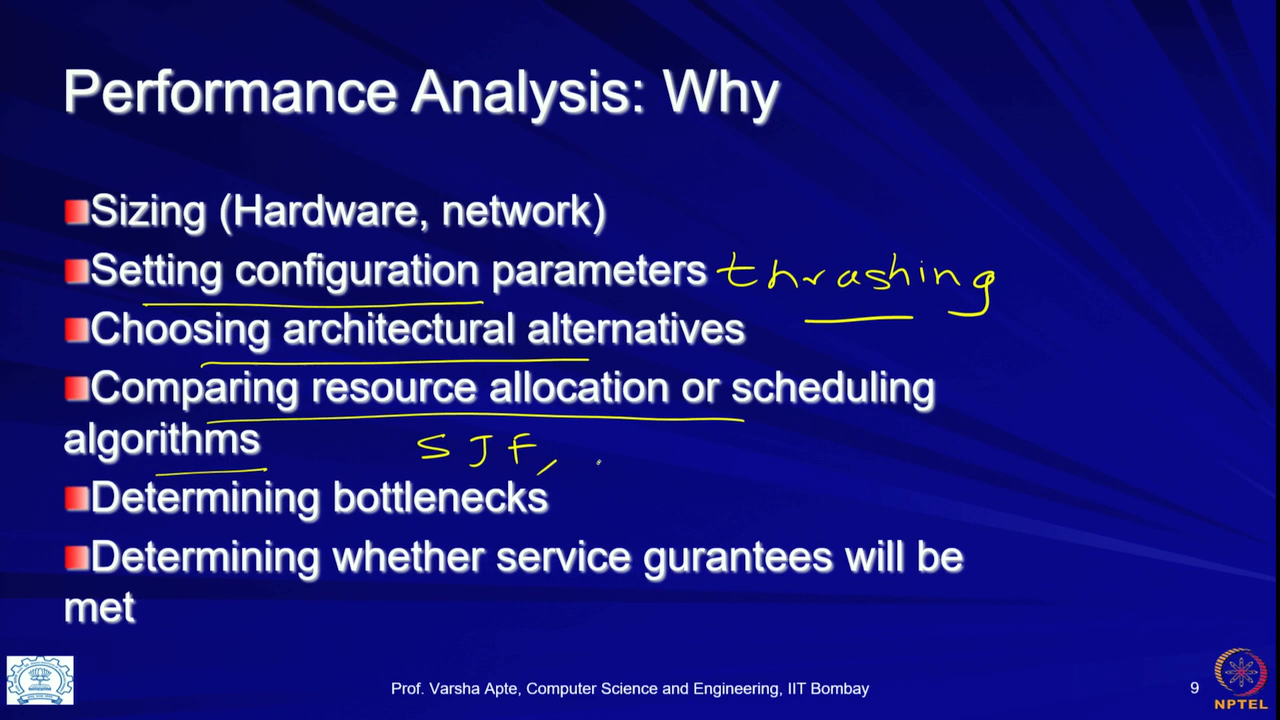 Performance Analysis: Why
Sizing (Hardware, network)
Setting configuration parameters thrashing
Choosing architectural alternatives
Comparing resource allocation or scheduling
algorithms SJF,
Determining bottlenecks
Determining whether service gurantees will be
met
Prof. Varsha Apte, Computer Science and Engineering, IIT Bombay 9
NPTEL